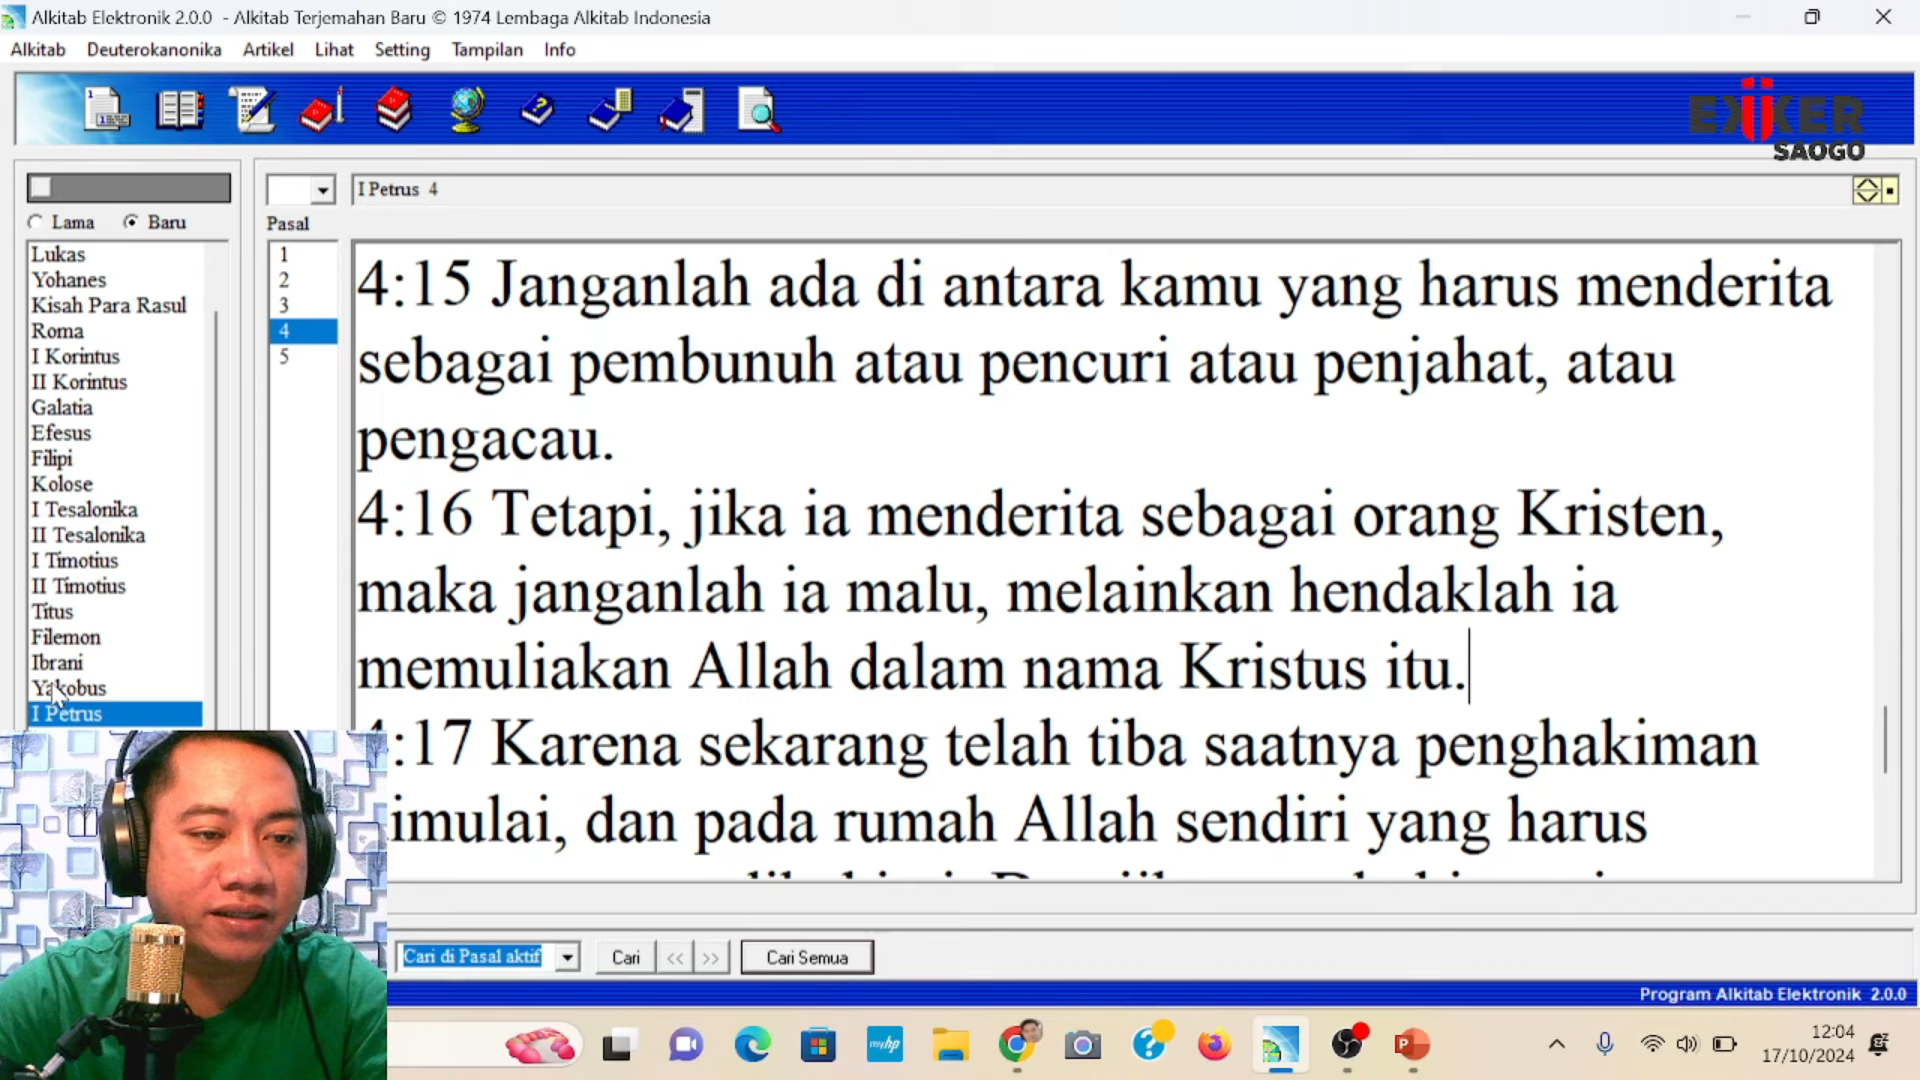 Alkitab Elektronik 2.0.0 - Alkitab Terjemahan Baru © 1974 Lembaga Alkitab Indonesia
Alkitab Deuterokanonika Artikel Lihat Setting Tampilan Info
EKKER
SAOGO
I Petrus 4
Lama Baru
Pasal
Lukas
Yohanes
Kisah Para Rasul
Roma
I Korintus
II Korintus
Galatia
Efesus
Filipi
Kolose
I Tesalonika
II Tesalonika
I Timotius
II Timotius
Titus
Filemon
Ibrani
Yakobus
I Petrus
1
2
3
4
5
4:15 Janganlah ada di antara kamu yang harus menderita
sebagai pembunuh atau pencuri atau penjahat, atau
pengacau.
4:16 Tetapi, jika ia menderita sebagai orang Kristen,
maka janganlah ia malu, melainkan hendaklah ia
memuliakan Allah dalam nama Kristus itu.
4:17 Karena sekarang telah tiba saatnya penghakiman
imulai, dan pada rumah Allah sendiri yang harus
Cari di Pasal aktif Cari << >> Cari Semua
Program Alkitab Elektronik 2.0.0
myhp
12:04
17/10/2024